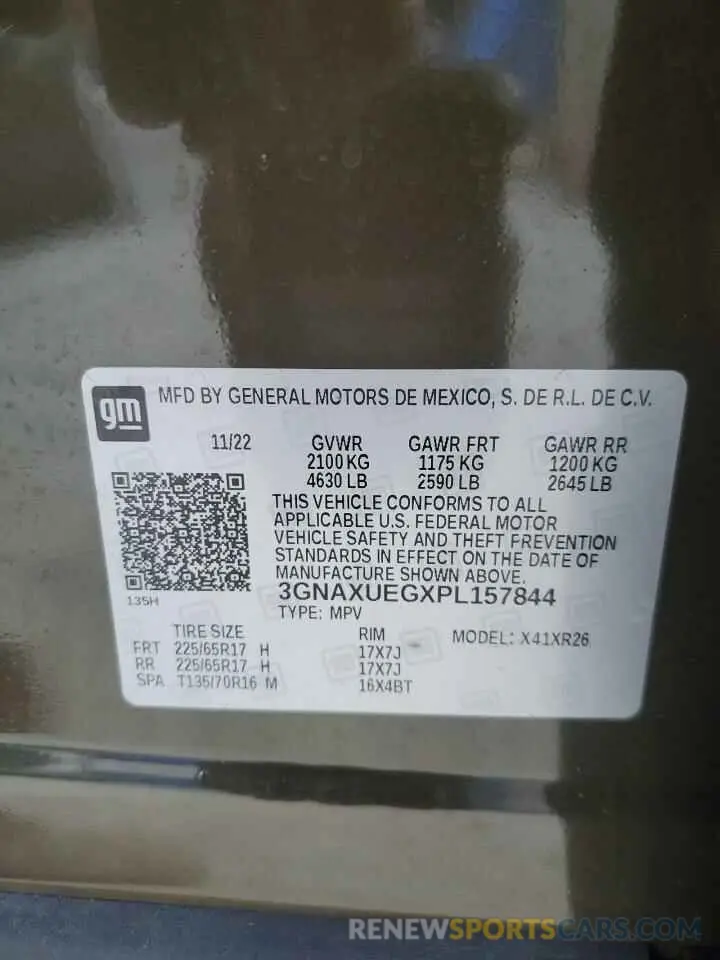 gm
MFD BY GENERAL MOTORS DE MEXICO, S. DE R.L. DE C.V.
11/22 GVWR GAWR FRT GAWR RR
2100 KG 1175 KG 1200 KG
4630 LB 2590 LB 2645 LB
THIS VEHICLE CONFORMS TO ALL
APPLICABLE U.S. FEDERAL MOTOR
VEHICLE SAFETY AND THEFT PREVENTION
STANDARDS IN EFFECT ON THE DATE OF
MANUFACTURE SHOWN ABOVE.
135H
3GNAXUEGXPL157844
TYPE: MPV
TIRE SIZE RIM MODEL: X41XR26
FRT 225/65R17 H 17X7J
RR 225/65R17 H 17X7J
SPA T135/70R16 M 16X4BT
RENEWSPORTSCARS.COM